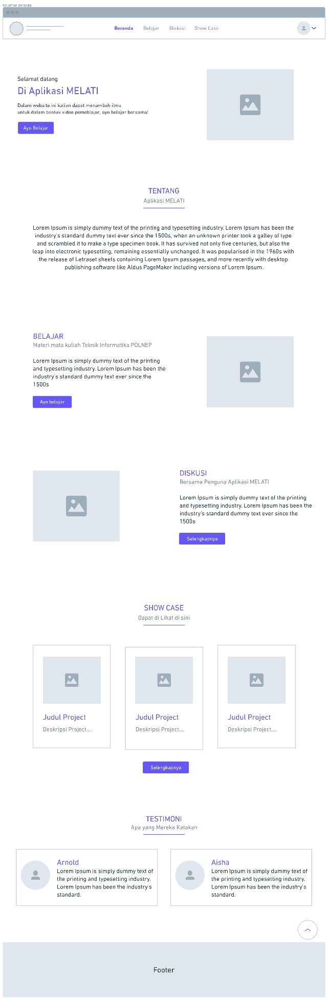 Halaman Beranda
Beranda Belajar Diskusi Show Case
Selamat datang
Di Aplikasi MELATI
Dalam website ini kalian dapat menambah ilmu
untuk dalam bentuk video pemeblajar, ayo belajar bersama!
Ayo Belajar
TENTANG
Aplikasi MELATI
Lorem Ipsum is simply dummy text of the printing and typesetting industry. Lorem Ipsum has been the
industry's standard dummy text ever since the 1500s, when an unknown printer took a galley of type
and scrambled it to make a type specimen book. It has survived not only five centuries, but also the
leap into electronic typesetting, remaining essentially unchanged. It was popularised in the 1960s with
the release of Letraset sheets containing Lorem Ipsum passages, and more recently with desktop
publishing software like Aldus PageMaker including versions of Lorem Ipsum.
BELAJAR
Materi mata kuliah Teknik Informatika POLNEP
Lorem Ipsum is simply dummy text of the printing
and typesetting industry. Lorem Ipsum has been the
industry's standard dummy text ever since the
1500s
Ayo belajar
DISKUSI
Bersama Penguna Aplikasi MELATI
Lorem Ipsum is simply dummy text of the printing
and typesetting industry. Lorem Ipsum has been the
industry's standard dummy text ever since the
1500s
Selengkapnya
SHOW CASE
Dapat di Lihat di sini
Judul Project
Deskripsi Project....
Judul Project
Deskripsi Project....
Judul Project
Deskripsi Project....
Selengkapnya
TESTIMONI
Apa yang Mereka Katakan
Arnold
Lorem Ipsum is simply dummy text of
the printing and typesetting industry.
Lorem Ipsum has been the industry's
standard.
Aisha
Lorem Ipsum is simply dummy text of
the printing and typesetting industry.
Lorem Ipsum has been the industry's
standard.
Footer